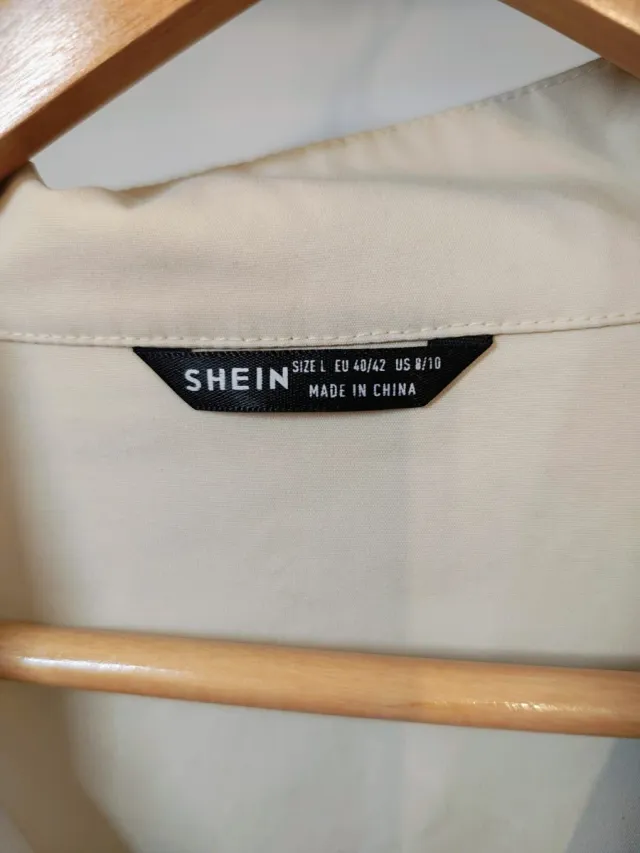 SHEIN SIZE L EU 40/42 US 8/10
MADE IN CHINA